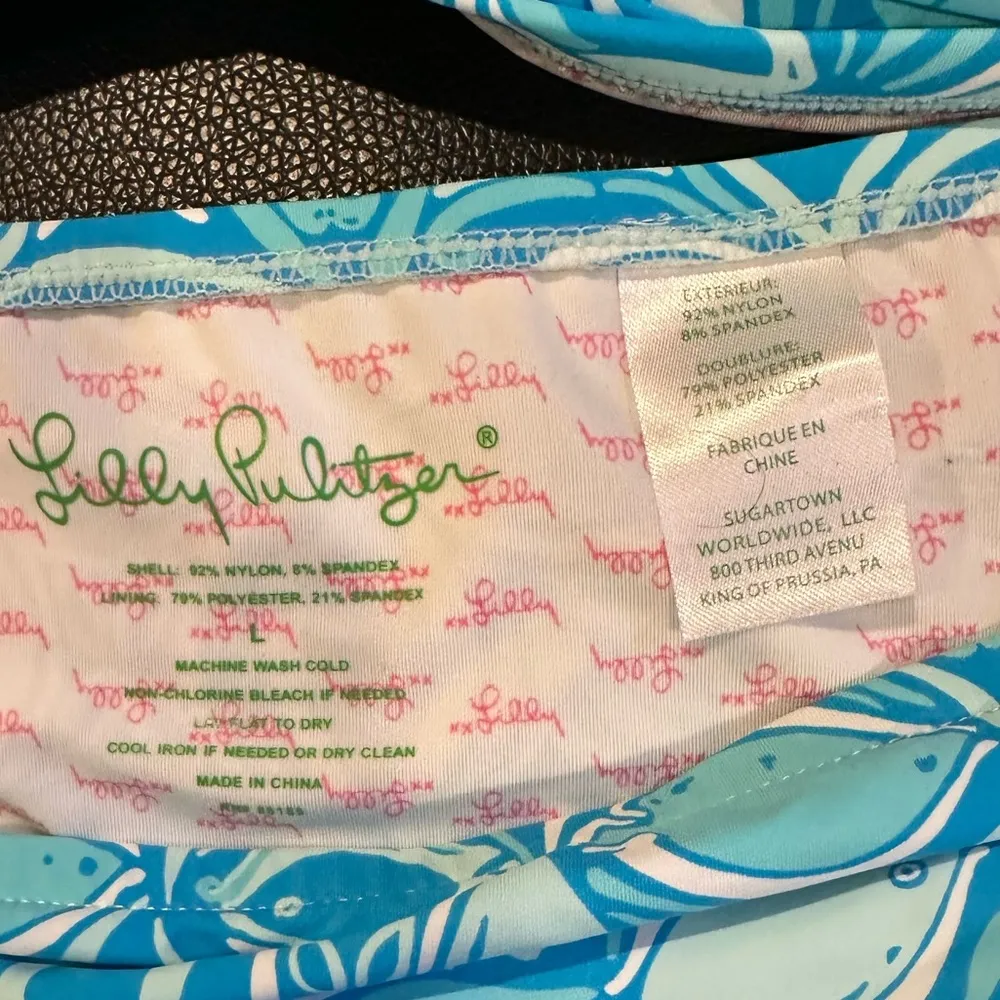 Lilly Pulitzer®
SHELL: 92% NYLON, 8% SPANDEX
LINING: 79% POLYESTER, 21% SPANDEX
L
MACHINE WASH COLD
NON-CHLORINE BLEACH IF NEEDED
LAY FLAT TO DRY
COOL IRON IF NEEDED OR DRY CLEAN
MADE IN CHINA
EXTERIEUR:
92% NYLON
8% SPANDEX
DOUBLURE:
79% POLYESTER
21% SPANDEX
FABRIQUE EN
CHINE
SUGARTOWN
WORLDWIDE, LLC
800 THIRD AVENU
KING OF PRUSSIA, PA
xxLilly